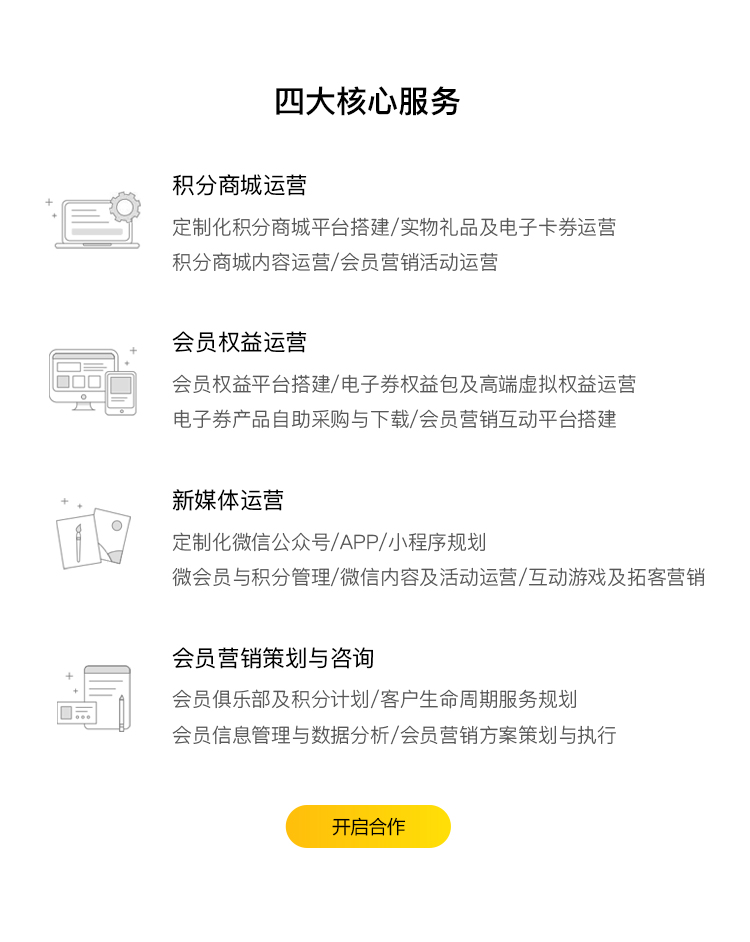 四大核心服务
积分商城运营
定制化积分商城平台搭建/实物礼品及电子卡券运营
积分商城内容运营/会员营销活动运营
会员权益运营
会员权益平台搭建/电子券权益包及高端虚拟权益运营
电子券产品自助采购与下载/会员营销互动平台搭建
新媒体运营
定制化微信公众号/APP/小程序规划
微会员与积分管理/微信内容及活动运营/互动游戏及拓客营销
会员营销策划与咨询
会员俱乐部及积分计划/客户生命周期服务规划
会员信息管理与数据分析/会员营销方案策划与执行
开启合作